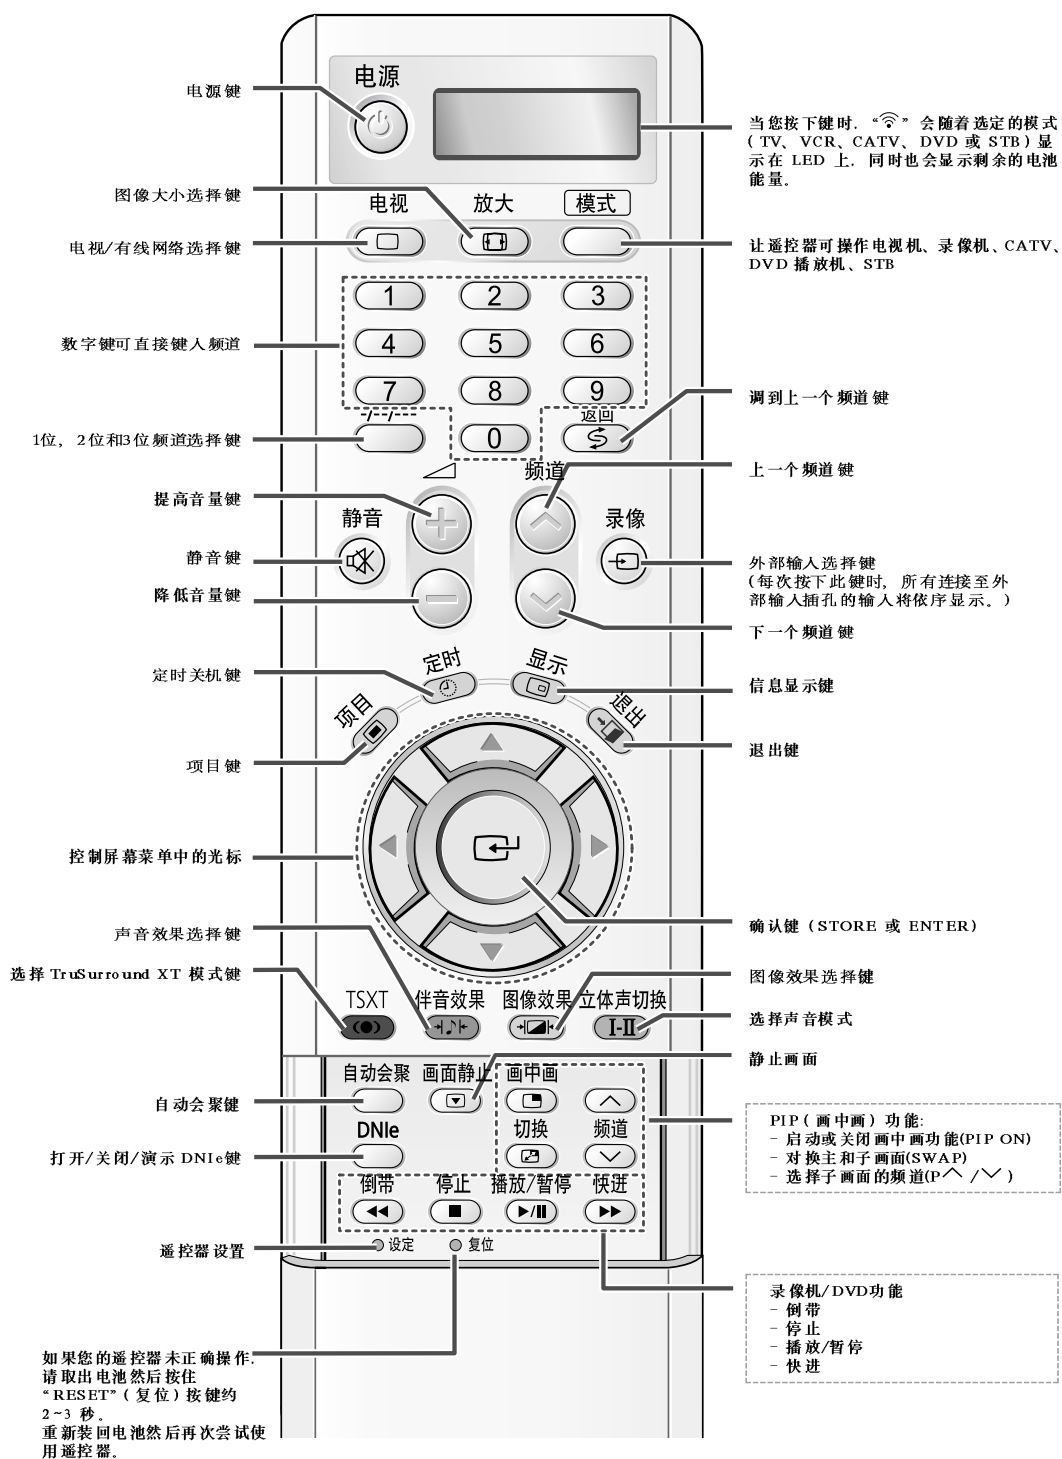 电源
电源键
当您按下键时，“ ” 会随着选定的模式
( TV、VCR、CATV、DVD 或 STB ) 显
示在 LED 上，同时也会显示剩余的电池
能量。
图像大小选择键
电视
放大
模式
电视/有线网络选择键
让遥控器可操作电视机、录像机、CATV、
DVD 播放机、STB
1
2
3
数字键可直接键入频道
4
5
6
7
8
9
调到上一个频道键
-/--/---
返回
1位，2位和3位频道选择键
0
频道
上一个频道键
提高音量键
静音
录像
静音键
外部输入选择键
(每次按下此键时，所有连接至外
部输入插孔的输入将依序显示。)
降低音量键
下一个频道键
定时
显示
定时关机键
信息显示键
项目
退出
项目键
退出键
控制屏幕菜单中的光标
确认键 ( STORE 或 ENTER)
声音效果选择键
选择 TruSurround XT 模式键
图像效果选择键
TSXT
伴音效果
图像效果
立体声切换
I-II
选择声音模式
静止画面
自动会聚
画面静止
画中画
自动会聚键
DNIe
切换
频道
PIP ( 画中画 ) 功能:
- 启动或关闭画中画功能(PIP ON)
- 对换主和子画面(SWAP)
- 选择子画面的频道(P / )
打开/关闭/演示 DNIe键
倒带
停止
播放/暂停
快进
遥控器设置
设定
复位
录像机/DVD功能
- 倒带
- 停止
- 播放/暂停
- 快进
如果您的遥控器未正确操作，
请取出电池然后按住
“RESET” ( 复位 ) 按键约
2~3 秒。
重新装回电池然后再次尝试使
用遥控器。